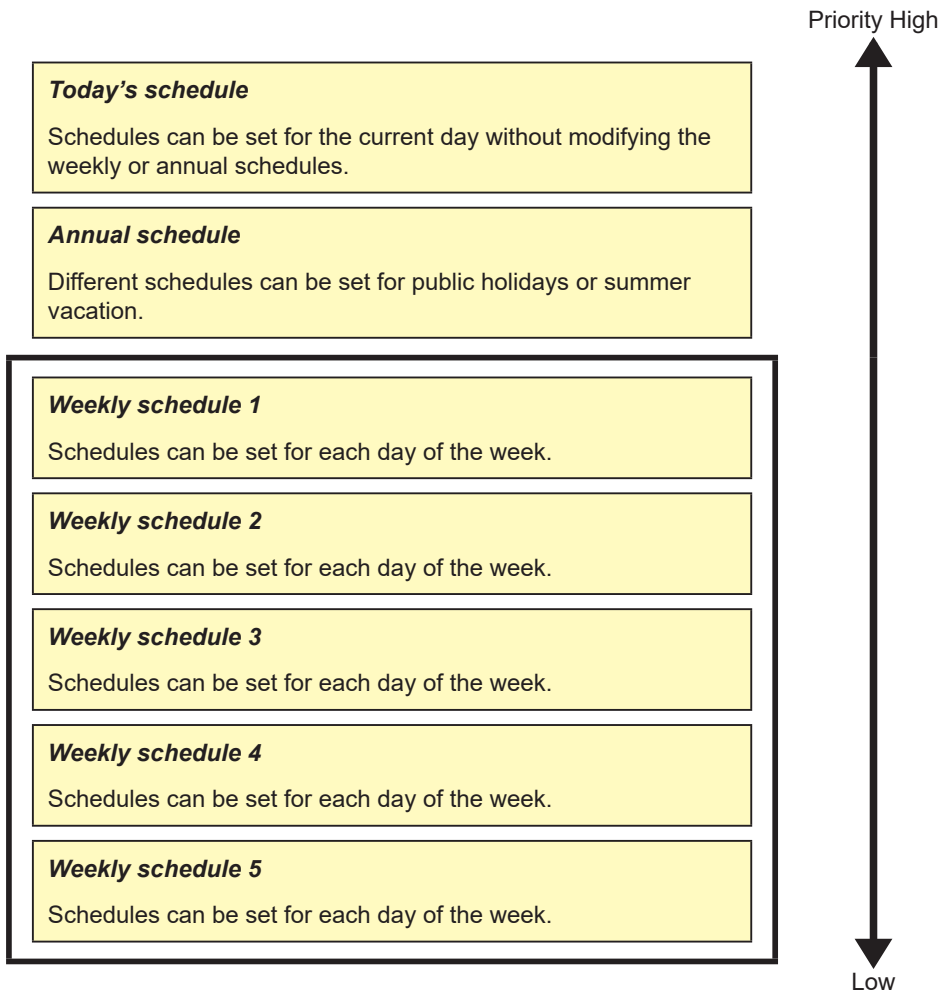 Priority High
Today’s schedule
Schedules can be set for the current day without modifying the
weekly or annual schedules.
Annual schedule
Different schedules can be set for public holidays or summer
vacation.
Weekly schedule 1
Schedules can be set for each day of the week.
Weekly schedule 2
Schedules can be set for each day of the week.
Weekly schedule 3
Schedules can be set for each day of the week.
Weekly schedule 4
Schedules can be set for each day of the week.
Weekly schedule 5
Schedules can be set for each day of the week.
Low